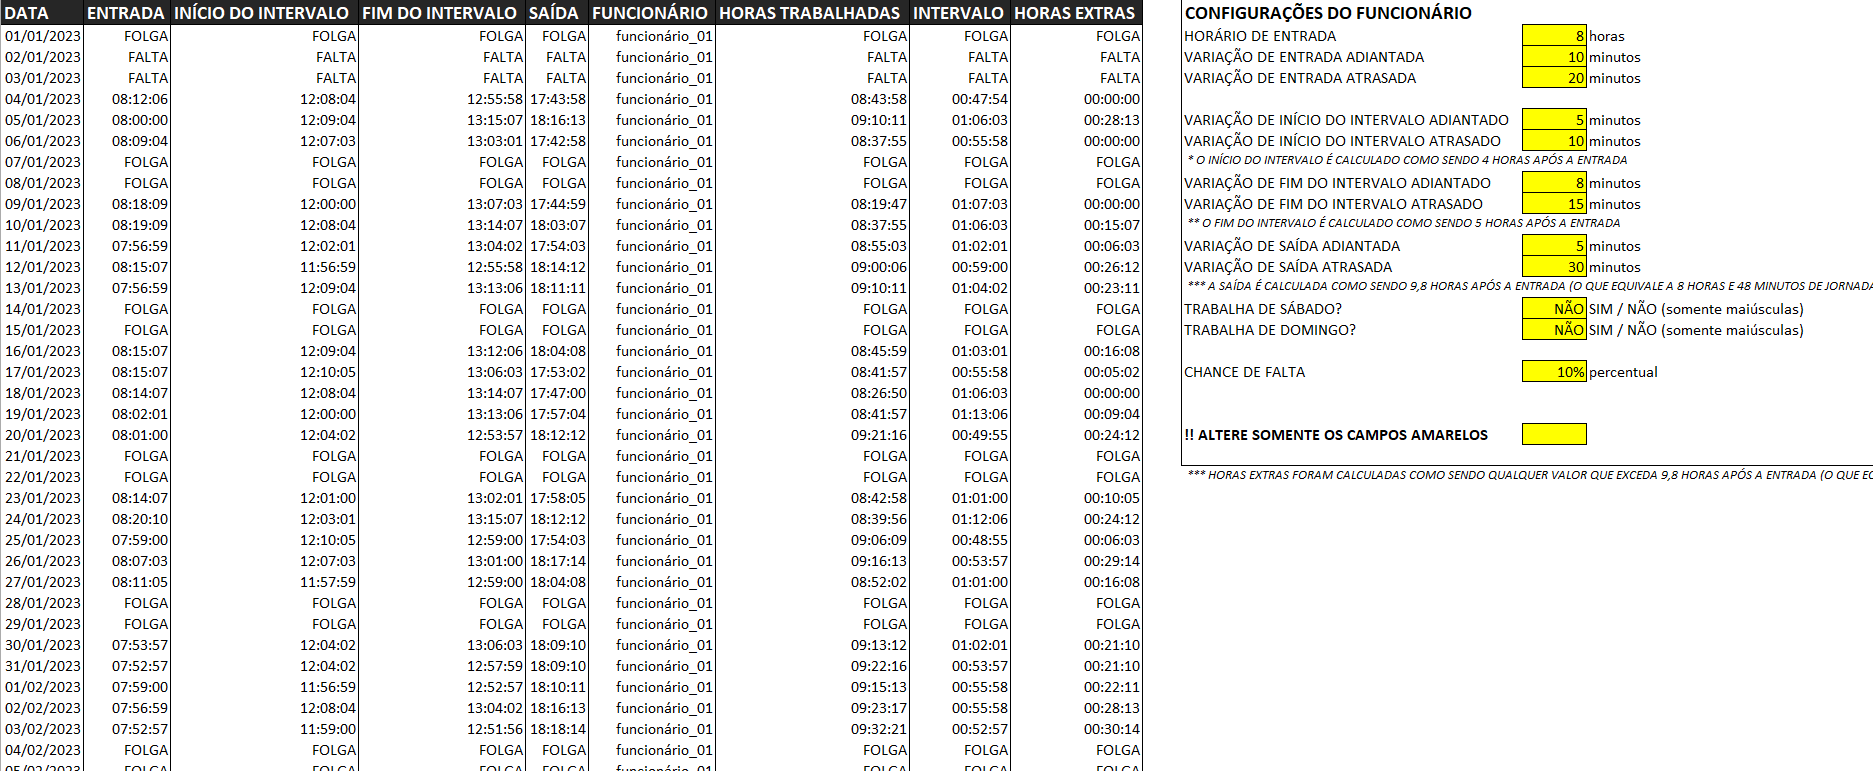 DATA ENTRADA INÍCIO DO INTERVALO FIM DO INTERVALO SAÍDA FUNCIONÁRIO HORAS TRABALHADAS INTERVALO HORAS EXTRAS
01/01/2023 FOLGA FOLGA FOLGA FOLGA funcionário_01 FOLGA FOLGA FOLGA
02/01/2023 FALTA FALTA FALTA FALTA funcionário_01 FALTA FALTA FALTA
03/01/2023 FALTA FALTA FALTA FALTA funcionário_01 FALTA FALTA FALTA
04/01/2023 08:12:06 12:08:04 12:55:58 17:43:58 funcionário_01 08:43:58 00:47:54 00:00:00
05/01/2023 08:00:00 12:09:04 13:15:07 18:16:13 funcionário_01 09:10:11 01:06:03 00:28:13
06/01/2023 08:09:04 12:07:03 13:03:01 17:42:58 funcionário_01 08:37:55 00:55:58 00:00:00
07/01/2023 FOLGA FOLGA FOLGA FOLGA funcionário_01 FOLGA FOLGA FOLGA
08/01/2023 FOLGA FOLGA FOLGA FOLGA funcionário_01 FOLGA FOLGA FOLGA
09/01/2023 08:18:09 12:00:00 13:07:03 17:44:59 funcionário_01 08:19:47 01:07:03 00:00:00
10/01/2023 08:19:09 12:08:04 13:14:07 18:03:07 funcionário_01 08:37:55 01:06:03 00:15:07
11/01/2023 07:56:59 12:02:01 13:04:02 17:54:03 funcionário_01 08:55:03 01:02:01 00:06:03
12/01/2023 08:15:07 11:56:59 12:55:58 18:14:12 funcionário_01 09:00:06 00:59:00 00:26:12
13/01/2023 07:56:59 12:09:04 13:13:06 18:11:11 funcionário_01 09:10:11 01:04:02 00:23:11
14/01/2023 FOLGA FOLGA FOLGA FOLGA funcionário_01 FOLGA FOLGA FOLGA
15/01/2023 FOLGA FOLGA FOLGA FOLGA funcionário_01 FOLGA FOLGA FOLGA
16/01/2023 08:15:07 12:09:04 13:12:06 18:04:08 funcionário_01 08:45:59 01:03:01 00:16:08
17/01/2023 08:15:07 12:10:05 13:06:03 17:53:02 funcionário_01 08:41:57 00:55:58 00:05:02
18/01/2023 08:14:07 12:08:04 13:14:07 17:47:00 funcionário_01 08:26:50 01:06:03 00:00:00
19/01/2023 08:02:01 12:00:00 13:13:06 17:57:04 funcionário_01 08:41:57 01:13:06 00:09:04
20/01/2023 08:01:00 12:04:02 12:53:57 18:12:12 funcionário_01 09:21:16 00:49:55 00:24:12
21/01/2023 FOLGA FOLGA FOLGA FOLGA funcionário_01 FOLGA FOLGA FOLGA
22/01/2023 FOLGA FOLGA FOLGA FOLGA funcionário_01 FOLGA FOLGA FOLGA
23/01/2023 08:14:07 12:01:00 13:02:01 17:58:05 funcionário_01 08:42:58 01:01:00 00:10:05
24/01/2023 08:20:10 12:03:01 13:15:07 18:12:12 funcionário_01 08:39:56 01:12:06 00:24:12
25/01/2023 07:59:00 12:10:05 12:59:00 17:54:03 funcionário_01 09:06:09 00:48:55 00:06:03
26/01/2023 08:07:03 12:07:03 13:01:00 18:17:14 funcionário_01 09:16:13 00:53:57 00:29:14
27/01/2023 08:11:05 11:57:59 12:59:00 18:04:08 funcionário_01 08:52:02 01:01:00 00:16:08
28/01/2023 FOLGA FOLGA FOLGA FOLGA funcionário_01 FOLGA FOLGA FOLGA
29/01/2023 FOLGA FOLGA FOLGA FOLGA funcionário_01 FOLGA FOLGA FOLGA
30/01/2023 07:53:57 12:04:02 13:06:03 18:09:10 funcionário_01 09:13:12 01:02:01 00:21:10
31/01/2023 07:52:57 12:04:02 12:57:59 18:09:10 funcionário_01 09:22:16 00:53:57 00:21:10
01/02/2023 07:59:00 11:56:59 12:52:57 18:10:11 funcionário_01 09:15:13 00:55:58 00:22:11
02/02/2023 07:56:59 12:08:04 13:04:02 18:16:13 funcionário_01 09:23:17 00:55:58 00:28:13
03/02/2023 07:52:57 11:59:00 12:51:56 18:18:14 funcionário_01 09:32:21 00:52:57 00:30:14
04/02/2023 FOLGA FOLGA FOLGA FOLGA funcionário_01 FOLGA FOLGA FOLGA
05/02/2023 FOLGA FOLGA FOLGA FOLGA funcionário_01 FOLGA FOLGA FOLGA
CONFIGURAÇÕES DO FUNCIONÁRIO
HORÁRIO DE ENTRADA 8 horas
VARIAÇÃO DE ENTRADA ADIANTADA 10 minutos
VARIAÇÃO DE ENTRADA ATRASADA 20 minutos
VARIAÇÃO DE INÍCIO DO INTERVALO ADIANTADO 5 minutos
VARIAÇÃO DE INÍCIO DO INTERVALO ATRASADO 10 minutos
* O INÍCIO DO INTERVALO É CALCULADO COMO SENDO 4 HORAS APÓS A ENTRADA
VARIAÇÃO DE FIM DO INTERVALO ADIANTADO 8 minutos
VARIAÇÃO DE FIM DO INTERVALO ATRASADO 15 minutos
** O FIM DO INTERVALO É CALCULADO COMO SENDO 5 HORAS APÓS A ENTRADA
VARIAÇÃO DE SAÍDA ADIANTADA 5 minutos
VARIAÇÃO DE SAÍDA ATRASADA 30 minutos
*** A SAÍDA É CALCULADA COMO SENDO 9,8 HORAS APÓS A ENTRADA (O QUE EQUIVALE A 8 HORAS E 48 MINUTOS DE JORNADA
TRABALHA DE SÁBADO? NÃO SIM / NÃO (somente maiúsculas)
TRABALHA DE DOMINGO? NÃO SIM / NÃO (somente maiúsculas)
CHANCE DE FALTA 10% percentual
!! ALTERE SOMENTE OS CAMPOS AMARELOS
*** HORAS EXTRAS FORAM CALCULADAS COMO SENDO QUALQUER VALOR QUE EXCEDA 9,8 HORAS APÓS A ENTRADA (O QUE